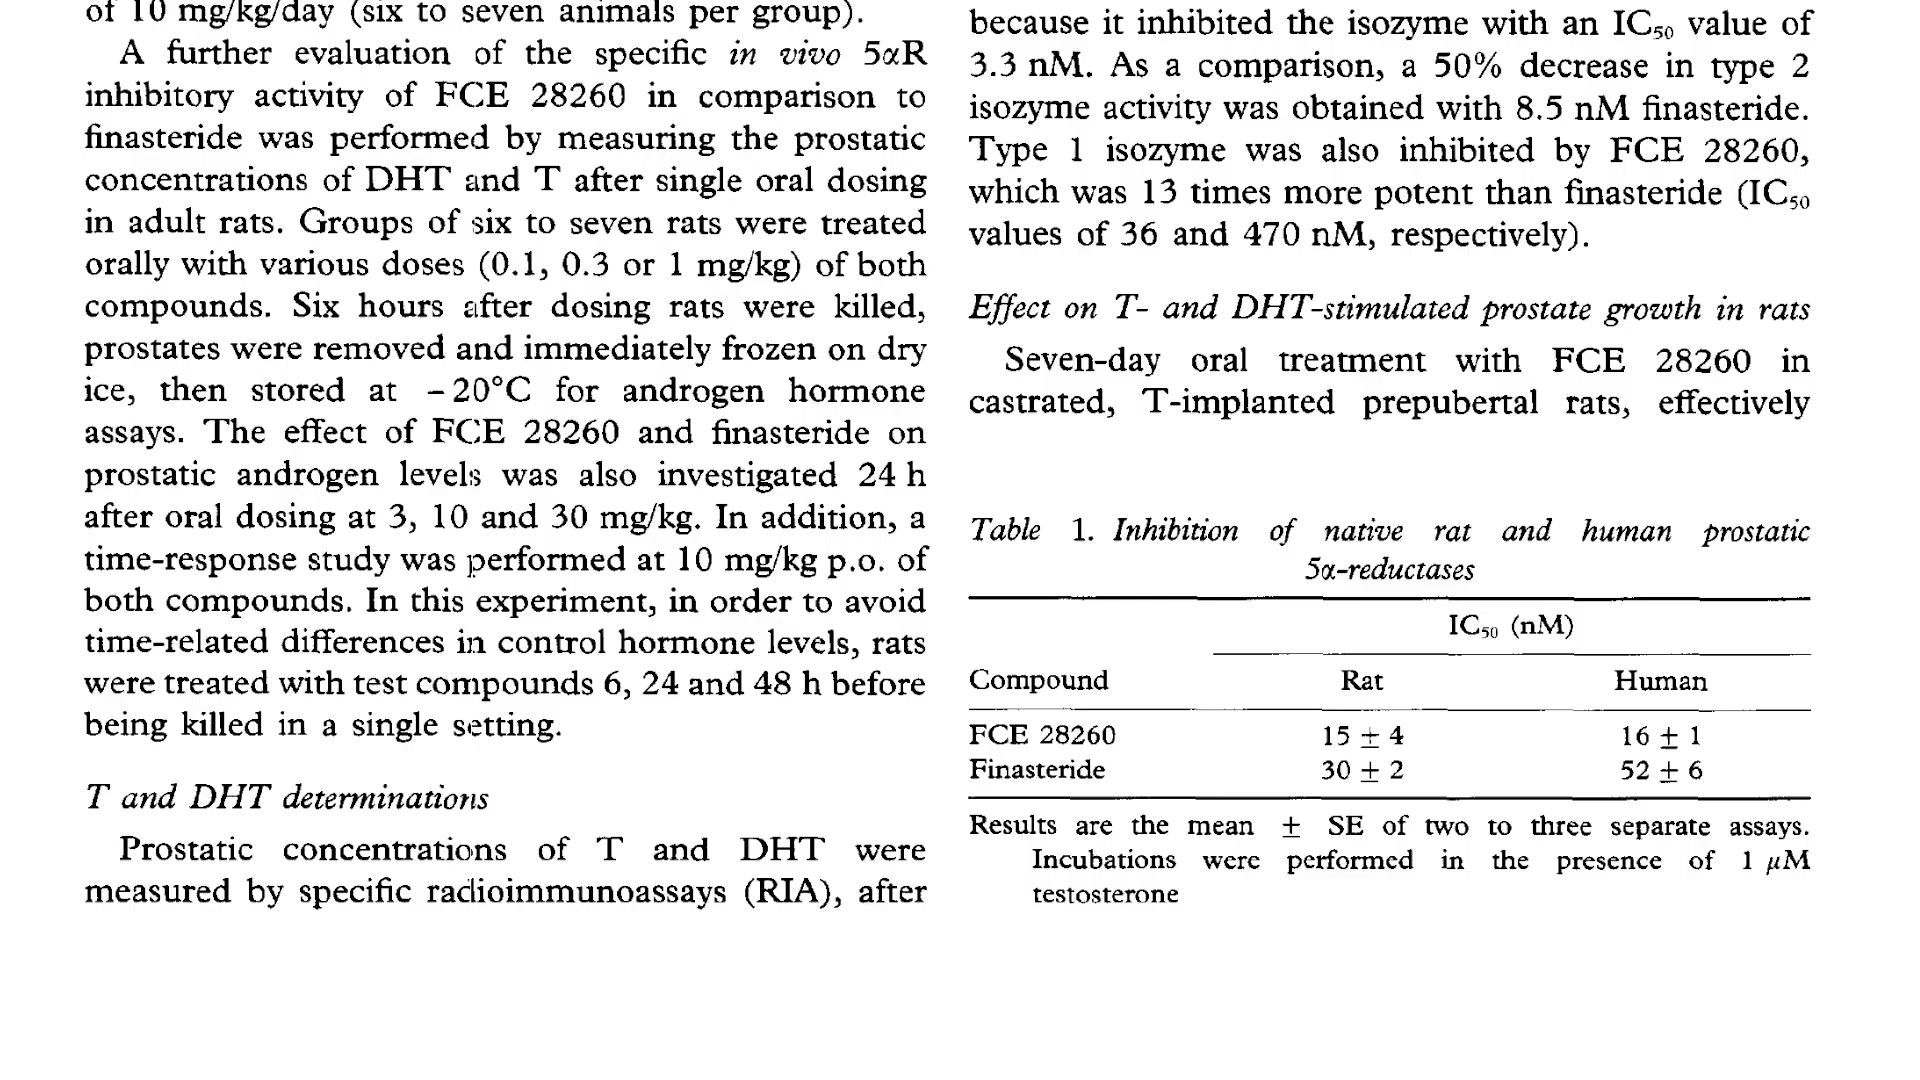 of 10 mg/kg/day (six to seven animals per group).
A further evaluation of the specific in vivo 5αR
inhibitory activity of FCE 28260 in comparison to
finasteride was performed by measuring the prostatic
concentrations of DHT and T after single oral dosing
in adult rats. Groups of six to seven rats were treated
orally with various doses (0.1, 0.3 or 1 mg/kg) of both
compounds. Six hours after dosing rats were killed,
prostates were removed and immediately frozen on dry
ice, then stored at −20°C for androgen hormone
assays. The effect of FCE 28260 and finasteride on
prostatic androgen levels was also investigated 24 h
after oral dosing at 3, 10 and 30 mg/kg. In addition, a
time-response study was performed at 10 mg/kg p.o. of
both compounds. In this experiment, in order to avoid
time-related differences in control hormone levels, rats
were treated with test compounds 6, 24 and 48 h before
being killed in a single setting.
T and DHT determinations
Prostatic concentrations of T and DHT were
measured by specific radioimmunoassays (RIA), after
because it inhibited the isozyme with an IC₅₀ value of
3.3 nM. As a comparison, a 50% decrease in type 2
isozyme activity was obtained with 8.5 nM finasteride.
Type 1 isozyme was also inhibited by FCE 28260,
which was 13 times more potent than finasteride (IC₅₀
values of 36 and 470 nM, respectively).
Effect on T- and DHT-stimulated prostate growth in rats
Seven-day oral treatment with FCE 28260 in
castrated, T-implanted prepubertal rats, effectively
Table 1. Inhibition of native rat and human prostatic
5α-reductases
IC₅₀ (nM)
Compound Rat Human
FCE 28260 15 ± 4 16 ± 1
Finasteride 30 ± 2 52 ± 6
Results are the mean ± SE of two to three separate assays.
Incubations were performed in the presence of 1 μM
testosterone